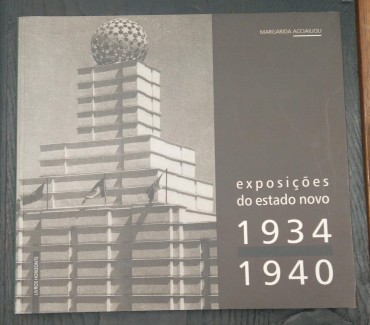 MARGARIDA ACCIAIUOLI
exposições
do estado novo
1934
1940
LIVROS HORIZONTE